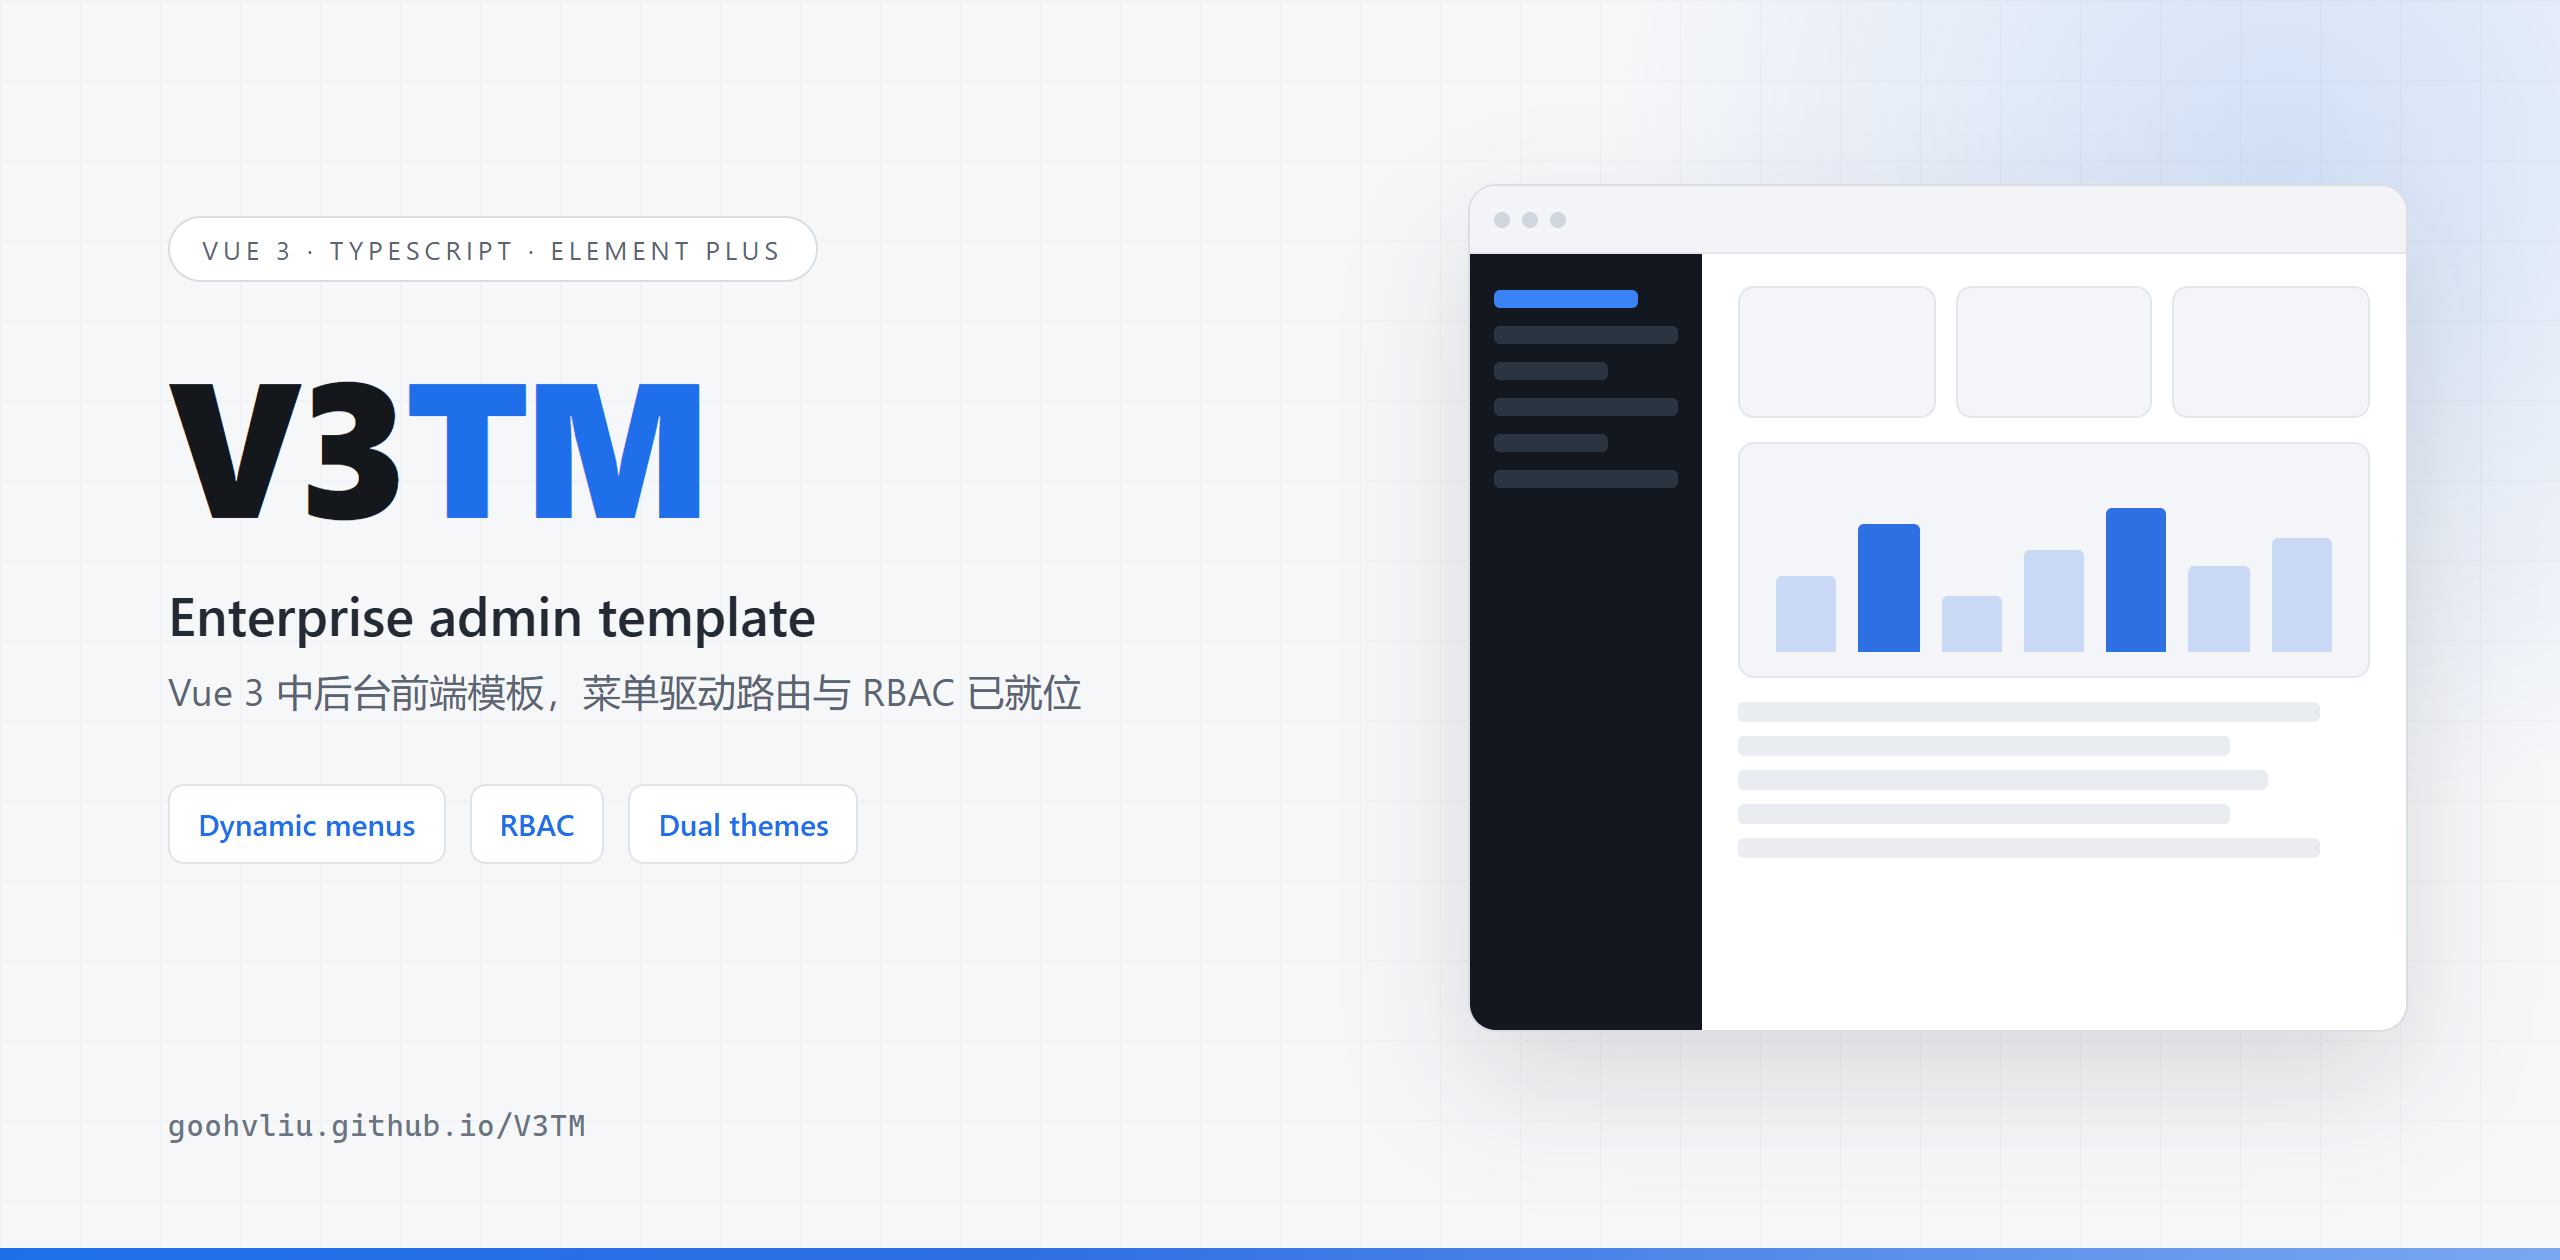 VUE 3 · TYPESCRIPT · ELEMENT PLUS
V3TM
Enterprise admin template
Vue 3 中后台前端模板，菜单驱动路由与 RBAC 已就位
Dynamic menus
RBAC
Dual themes
goohvliu.github.io/V3TM